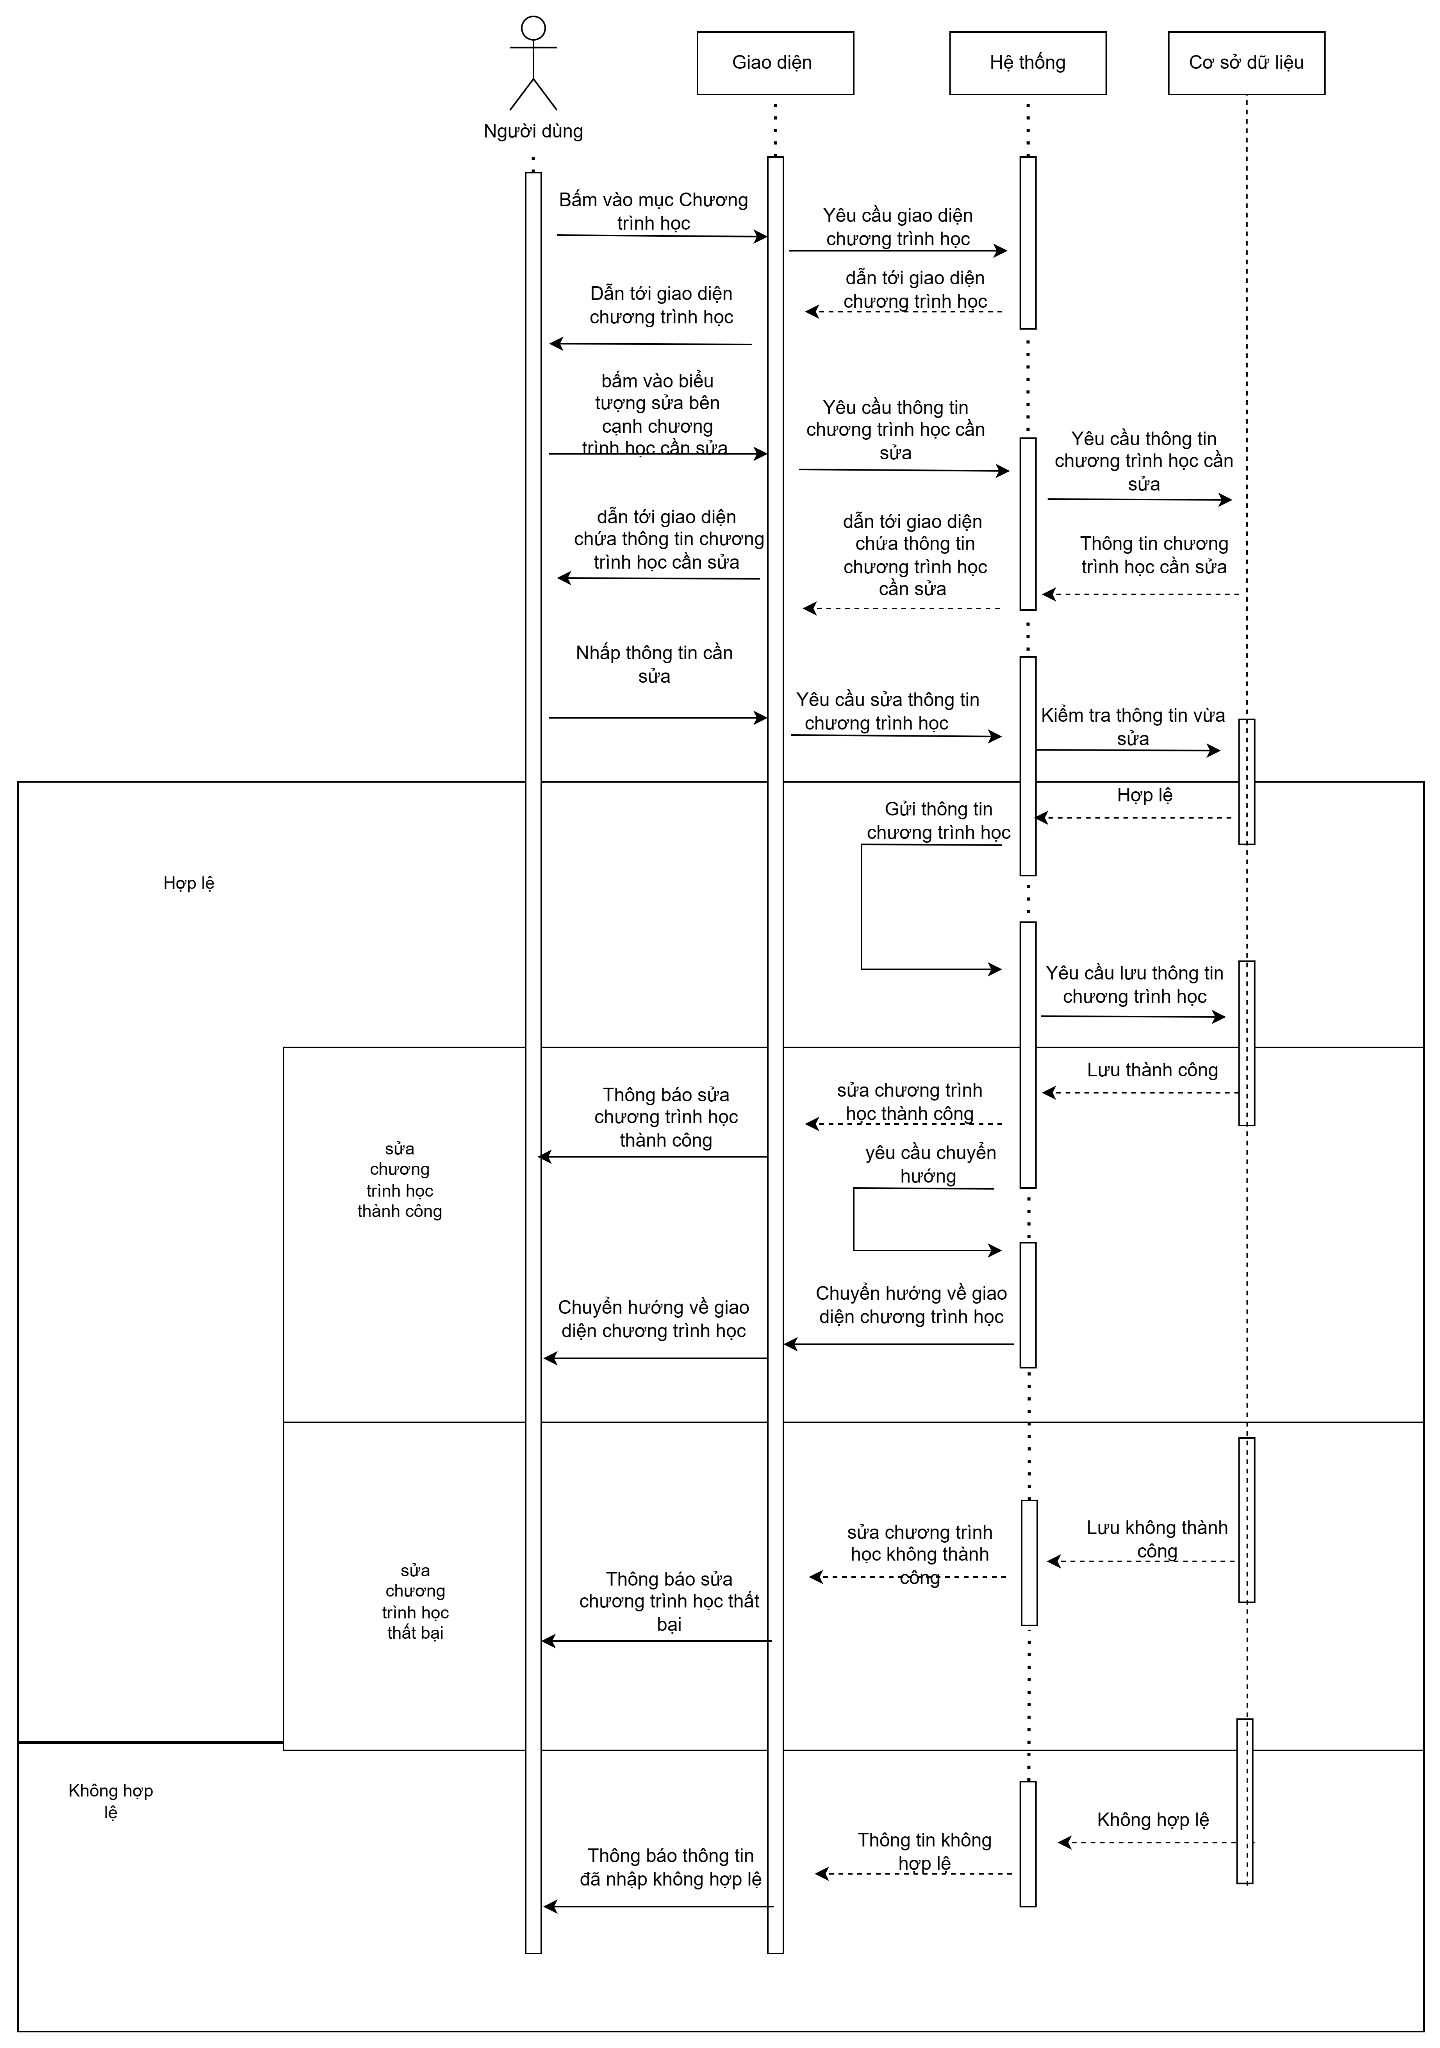 Giao diện
Hệ thống
Cơ sở dữ liệu
Người dùng
Bấm vào mục Chương
trình học
Yêu cầu giao diện
chương trình học
dẫn tới giao diện
chương trình học
Dẫn tới giao diện
chương trình học
bấm vào biểu
tượng sửa bên
cạnh chương
trình học cần sửa
Yêu cầu thông tin
chương trình học cần
sửa
Yêu cầu thông tin
chương trình học cần
sửa
dẫn tới giao diện
chứa thông tin chương
trình học cần sửa
dẫn tới giao diện
chứa thông tin
chương trình học
cần sửa
Thông tin chương
trình học cần sửa
Nhấp thông tin cần
sửa
Yêu cầu sửa thông tin
chương trình học
Kiểm tra thông tin vừa
sửa
Hợp lệ
Gửi thông tin
chương trình học
Hợp lệ
Yêu cầu lưu thông tin
chương trình học
Lưu thành công
sửa chương trình
học thành công
Thông báo sửa
chương trình học
thành công
sửa
chương
trình học
thành công
yêu cầu chuyển
hướng
Chuyển hướng về giao
diện chương trình học
Chuyển hướng về giao
diện chương trình học
Lưu không thành
công
sửa chương trình
học không thành
công
Thông báo sửa
chương trình học thất
bại
sửa
chương
trình học
thất bại
Không hợp
lệ
Không hợp lệ
Thông tin không
hợp lệ
Thông báo thông tin
đã nhập không hợp lệ